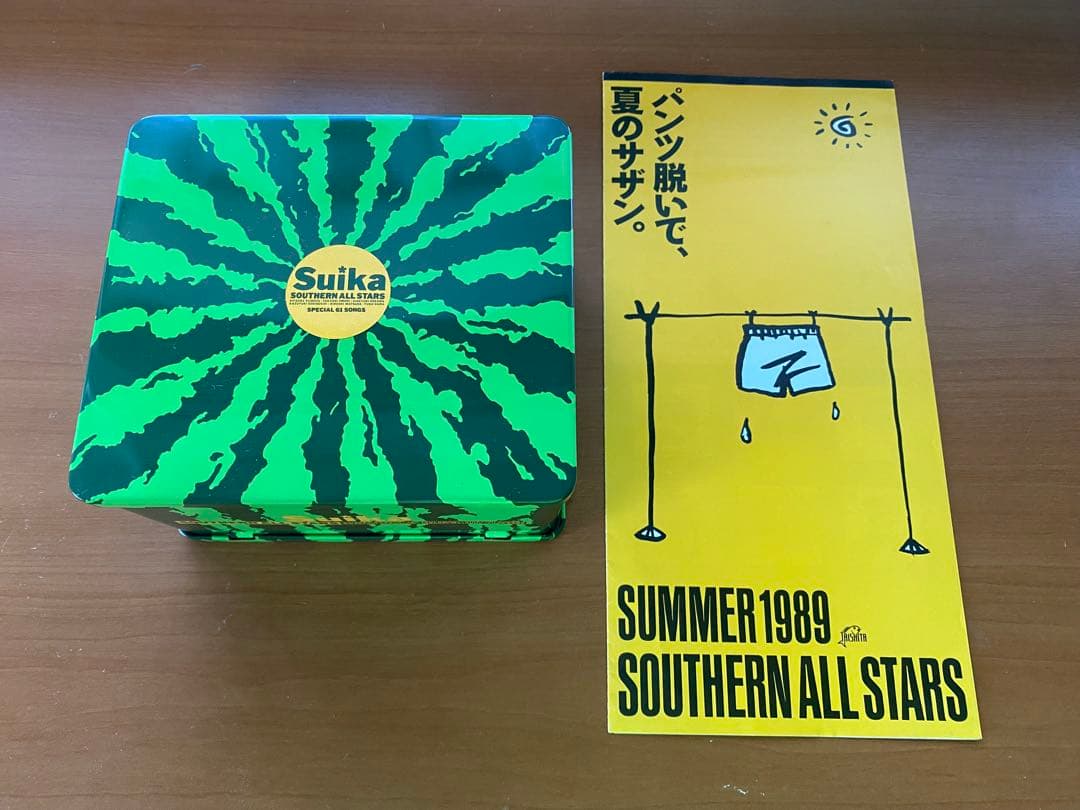 Suika
SOUTHERN ALL STARS
SPECIAL 61 SONGS
パンツ脱いで、
夏のサザン。
SUMMER 1989
TAISHITA
SOUTHERN ALL STARS